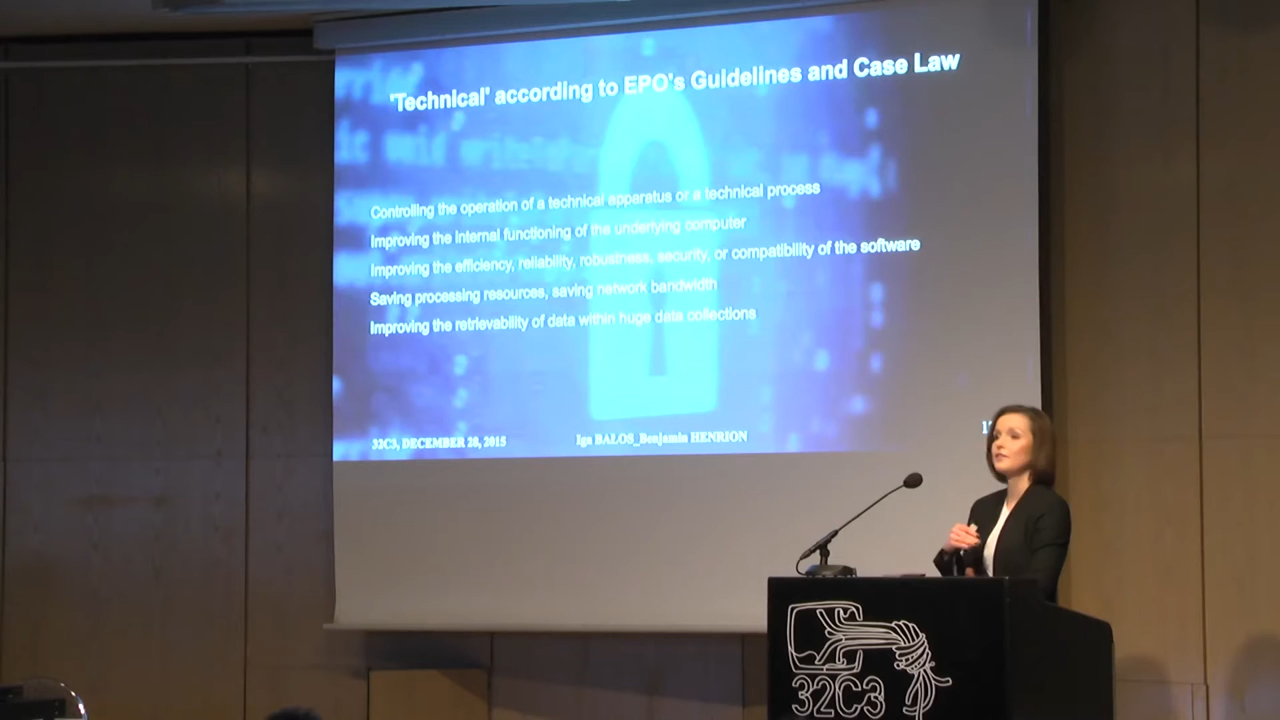 'Technical' according to EPO's Guidelines and Case Law
Controlling the operation of a technical apparatus or a technical process
Improving the internal functioning of the underlying computer
Improving the efficiency, reliability, robustness, security, or compatibility of the software
Saving processing resources, saving network bandwidth
Improving the retrievability of data within huge data collections
32C3, DECEMBER 28, 2015
Iga BAŁOS_Benjamin HENRION
32C3